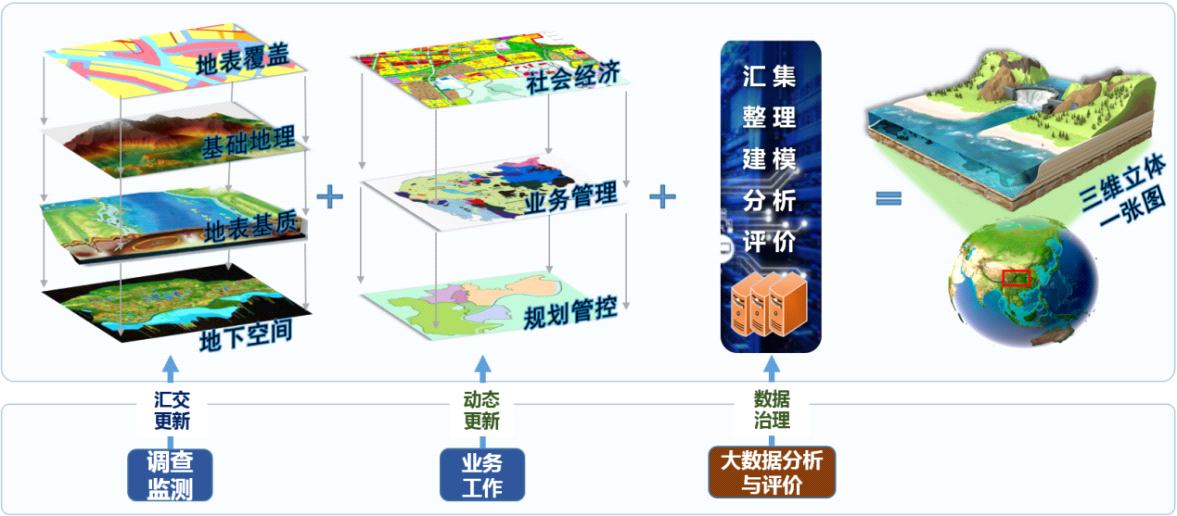 地表覆盖
基础地理
地表基质
地下空间
+
社会经济
业务管理
规划管控
+
汇集
整理
建模
分析
评价
=
三维立体
一张图
汇交
更新
动态
更新
数据
治理
调查
监测
业务
工作
大数据分析
与评价